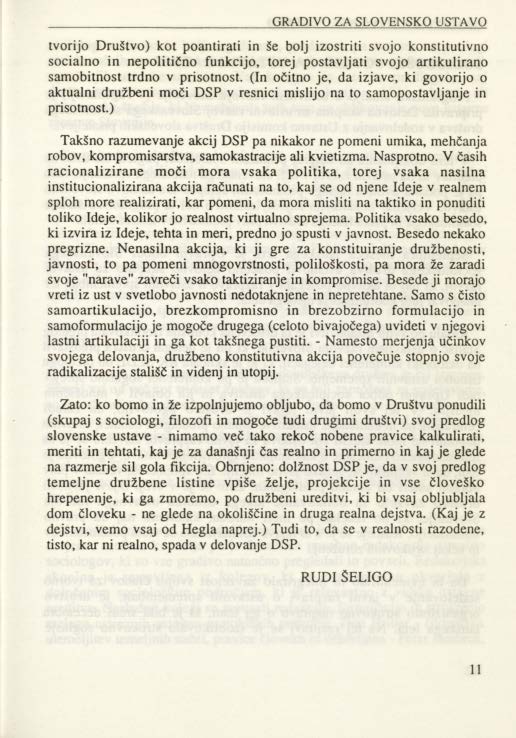 GRADIVO ZA SLOVENSKO USTAVO
tvorijo Društvo) kot poantirati in še bolj izostriti svojo konstitutivno
socialno in nepolitično funkcijo, torej postavljati svojo artikulirano
samobitnost trdno v prisotnost. (In očitno je, da izjave, ki govorijo o
aktualni družbeni moči DSP v resnici mislijo na to samopostavljanje in
prisotnost.)
Takšno razumevanje akcij DSP pa nikakor ne pomeni umika, mehčanja
robov, kompromisarstva, samokastracije ali kvietizma. Nasprotno. V časih
racionalizirane moči mora vsaka politika, torej vsaka nasilna
institucionalizirana akcija računati na to, kaj se od njene Ideje v realnem
sploh more realizirati, kar pomeni, da mora misliti na taktiko in ponuditi
toliko Ideje, kolikor jo realnost virtualno sprejema. Politika vsako besedo,
ki izvira iz Ideje, tehta in meri, predno jo spusti v javnost. Besedo nekako
pregrizne. Nenasilna akcija, ki ji gre za konstituiranje družbenosti,
javnosti, to pa pomeni mnogovrstnosti, poliloškosti, pa mora že zaradi
svoje "narave" zavreči vsako taktiziranje in kompromise. Besede ji morajo
vreti iz ust v svetlobo javnosti nedotaknjene in nepretehtane. Samo s čisto
samoartikulacijo, brezkompromisno in brezobzirno formulacijo in
samoformulacijo je mogoče drugega (celoto bivajočega) uvideti v njegovi
lastni artikulaciji in ga kot takšnega pustiti. - Namesto merjenja učinkov
svojega delovanja, družbeno konstitutivna akcija povečuje stopnjo svoje
radikalizacije stališč in videnj in utopij.
Zato: ko bomo in že izpolnjujemo obljubo, da bomo v Društvu ponudili
(skupaj s sociologi, filozofi in mogoče tudi drugimi društvi) svoj predlog
slovenske ustave - nimamo več tako rekoč nobene pravice kalkulirati,
meriti in tehtati, kaj je za današnji čas realno in primerno in kaj je glede
na razmerje sil gola fikcija. Obrnjeno: dolžnost DSP je, da v svoj predlog
temeljne družbene listine vpiše želje, projekcije in vse človeško
hrepenenje, ki ga zmoremo, po družbeni ureditvi, ki bi vsaj obljubljala
dom človeku - ne glede na okoliščine in druga realna dejstva. (Kaj je z
dejstvi, vemo vsaj od Hegla naprej.) Tudi to, da se v realnosti razodene,
tisto, kar ni realno, spada v delovanje DSP.
RUDI ŠELIGO
11